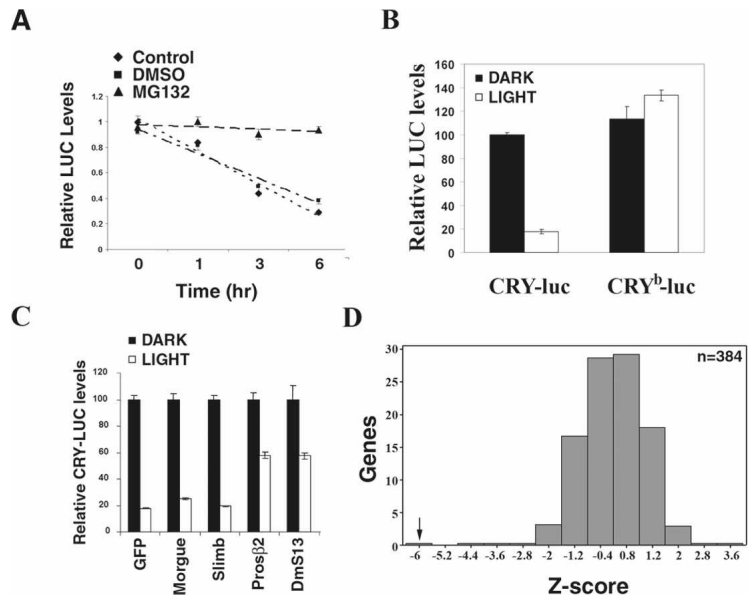 A
Control
DMSO
MG132
Relative LUC Levels
1.2
1
0.8
0.6
0.4
0.2
0
0 1 3 6
Time (hr)
B
DARK
LIGHT
Relative LUC levels
160
140
120
100
80
60
40
20
0
CRY-luc CRYᵇ-luc
C
DARK
LIGHT
Relative CRY-LUC levels
120
100
80
60
40
20
0
GFP
Morgue
Slimb
Prosβ2
DmS13
D
n=384
Genes
30
25
20
15
10
5
0
-6 -5.2 -4.4 -3.6 -2.8 -2 -1.2 -0.4 0.8 1.2 2 2.8 3.6
Z-score